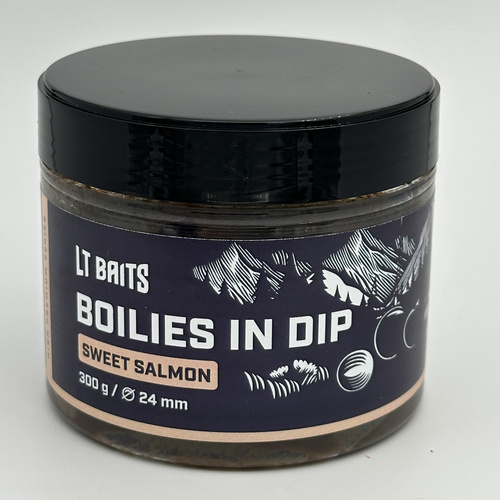 LT BAITS
BOILIES IN DIP
SWEET SALMON
300 g / ⌀ 24 mm